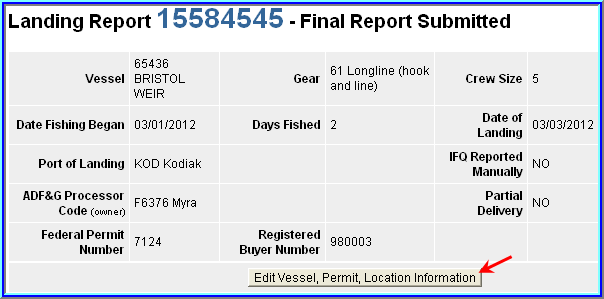 Landing Report 15584545 - Final Report Submitted
Vessel 65436 BRISTOL WEIR Gear 61 Longline (hook and line) Crew Size 5
Date Fishing Began 03/01/2012 Days Fished 2 Date of Landing 03/03/2012
Port of Landing KOD Kodiak IFQ Reported Manually NO
ADF&G Processor Code (owner) F6376 Myra Partial Delivery NO
Federal Permit Number 7124 Registered Buyer Number 980003
Edit Vessel, Permit, Location Information